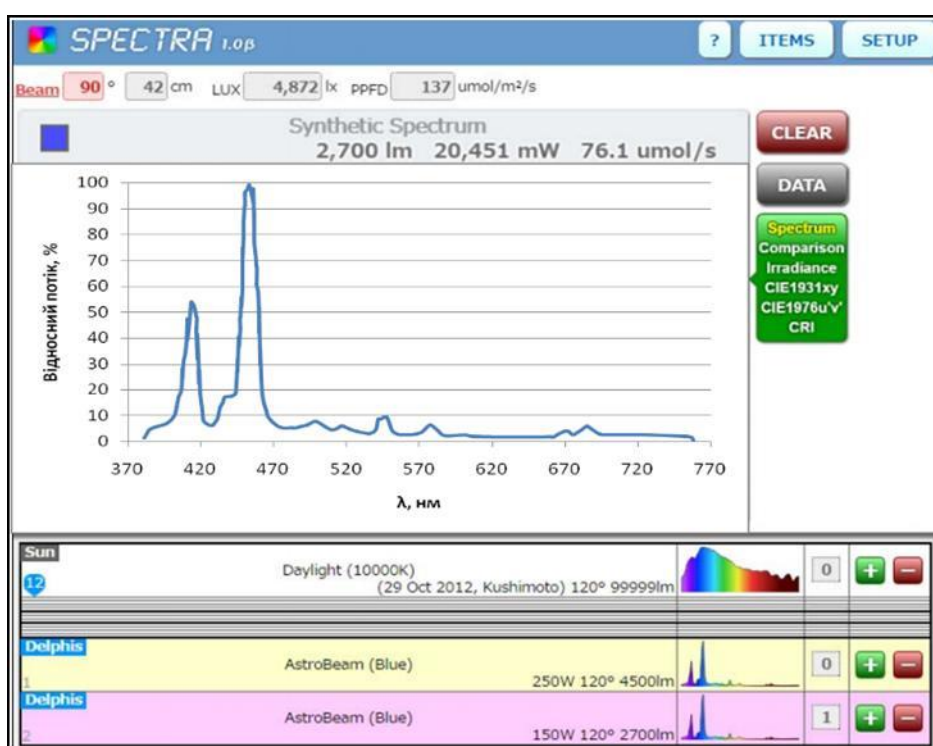 SPECTRA 1.0β ? ITEMS SETUP
Beam 90 ° 42 cm LUX 4,872 lx PPFD 137 umol/m²/s
Synthetic Spectrum
2,700 lm 20,451 mW 76.1 umol/s
CLEAR
DATA
Spectrum
Comparison
Irradiance
CIE1931xy
CIE1976u'v'
CRI
Відносний потік, %
100
90
80
70
60
50
40
30
20
10
0
370 420 470 520 570 620 670 720 770
λ, нм
Sun
12
Daylight (10000K)
(29 Oct 2012, Kushimoto) 120° 99999lm
0 + −
Delphis
1
AstroBeam (Blue)
250W 120° 4500lm
0 + −
Delphis
2
AstroBeam (Blue)
150W 120° 2700lm
1 + −